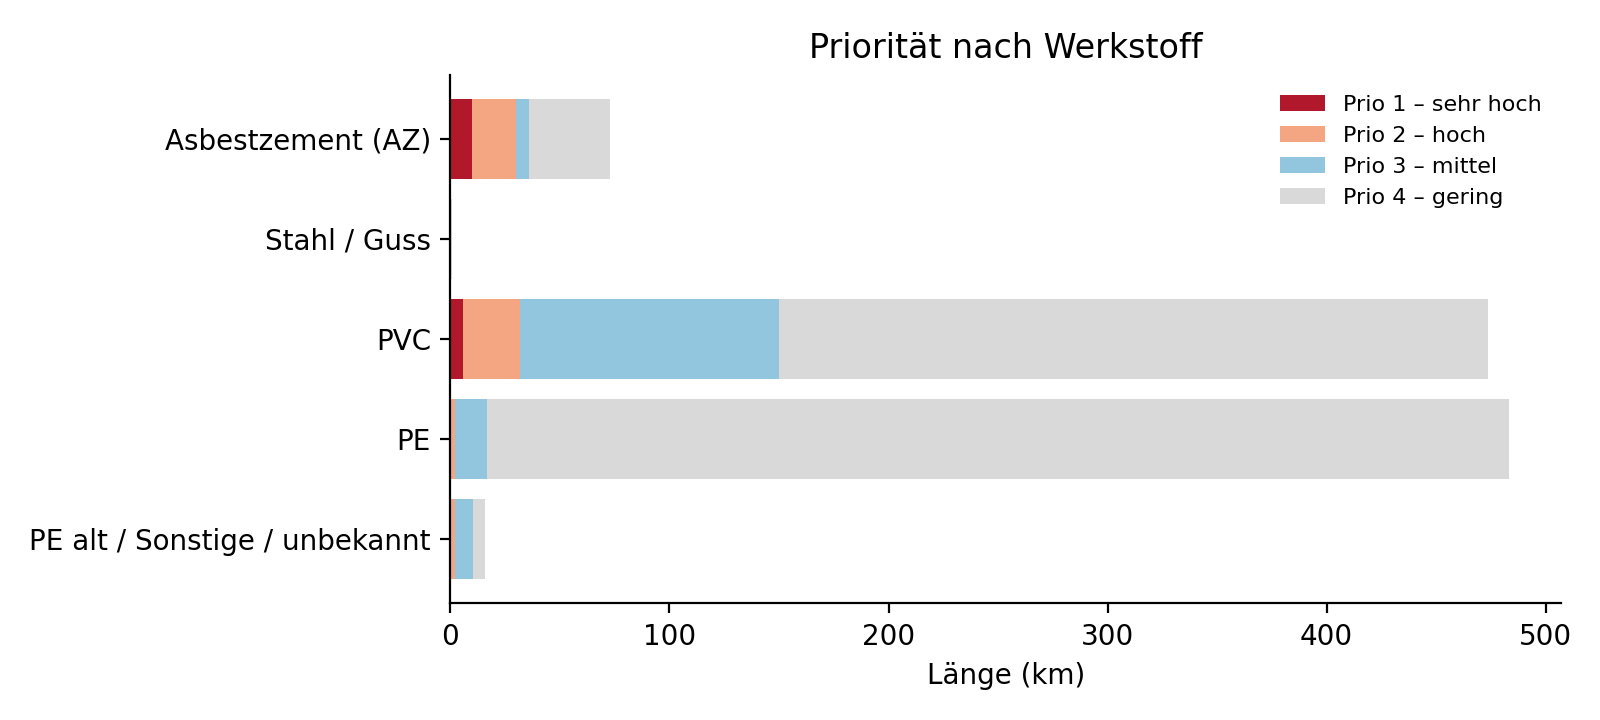 Priorität nach Werkstoff
Prio 1 – sehr hoch
Prio 2 – hoch
Prio 3 – mittel
Prio 4 – gering
Asbestzement (AZ)
Stahl / Guss
PVC
PE
PE alt / Sonstige / unbekannt
0 100 200 300 400 500
Länge (km)